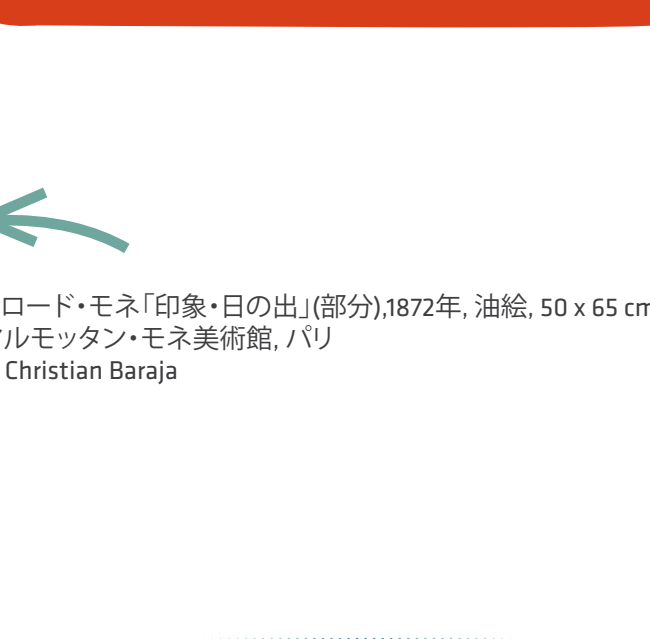 ロード・モネ「印象・日の出」(部分),1872年, 油絵, 50 x 65 cm
ルモッタン・モネ美術館, パリ
Christian Baraja